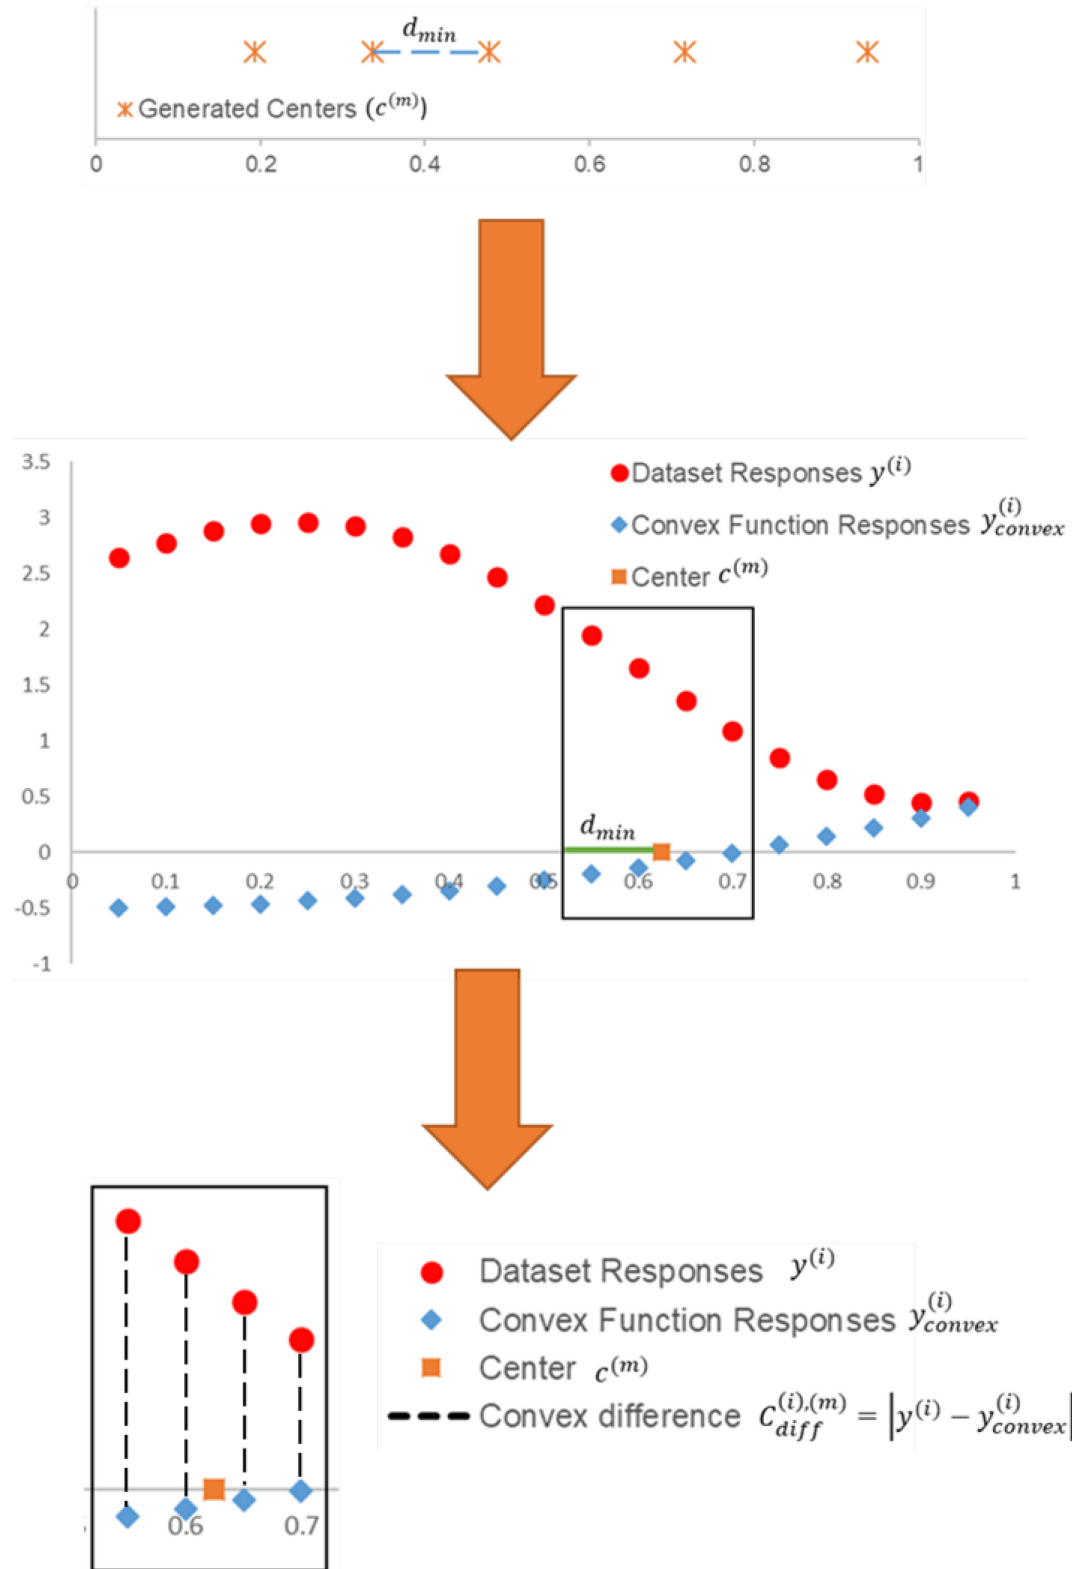 d_min
Generated Centers (c^(m))
0 0.2 0.4 0.6 0.8 1
3.5
Dataset Responses y^(i)
3
Convex Function Responses y_convex^(i)
2.5
Center c^(m)
2
1.5
1
0.5
d_min
0
0 0.1 0.2 0.3 0.4 0.5 0.6 0.7 0.8 0.9 1
-0.5
-1
Dataset Responses y^(i)
Convex Function Responses y_convex^(i)
Center c^(m)
Convex difference C_diff^(i),(m) = |y^(i) − y_convex^(i)|
0.6 0.7